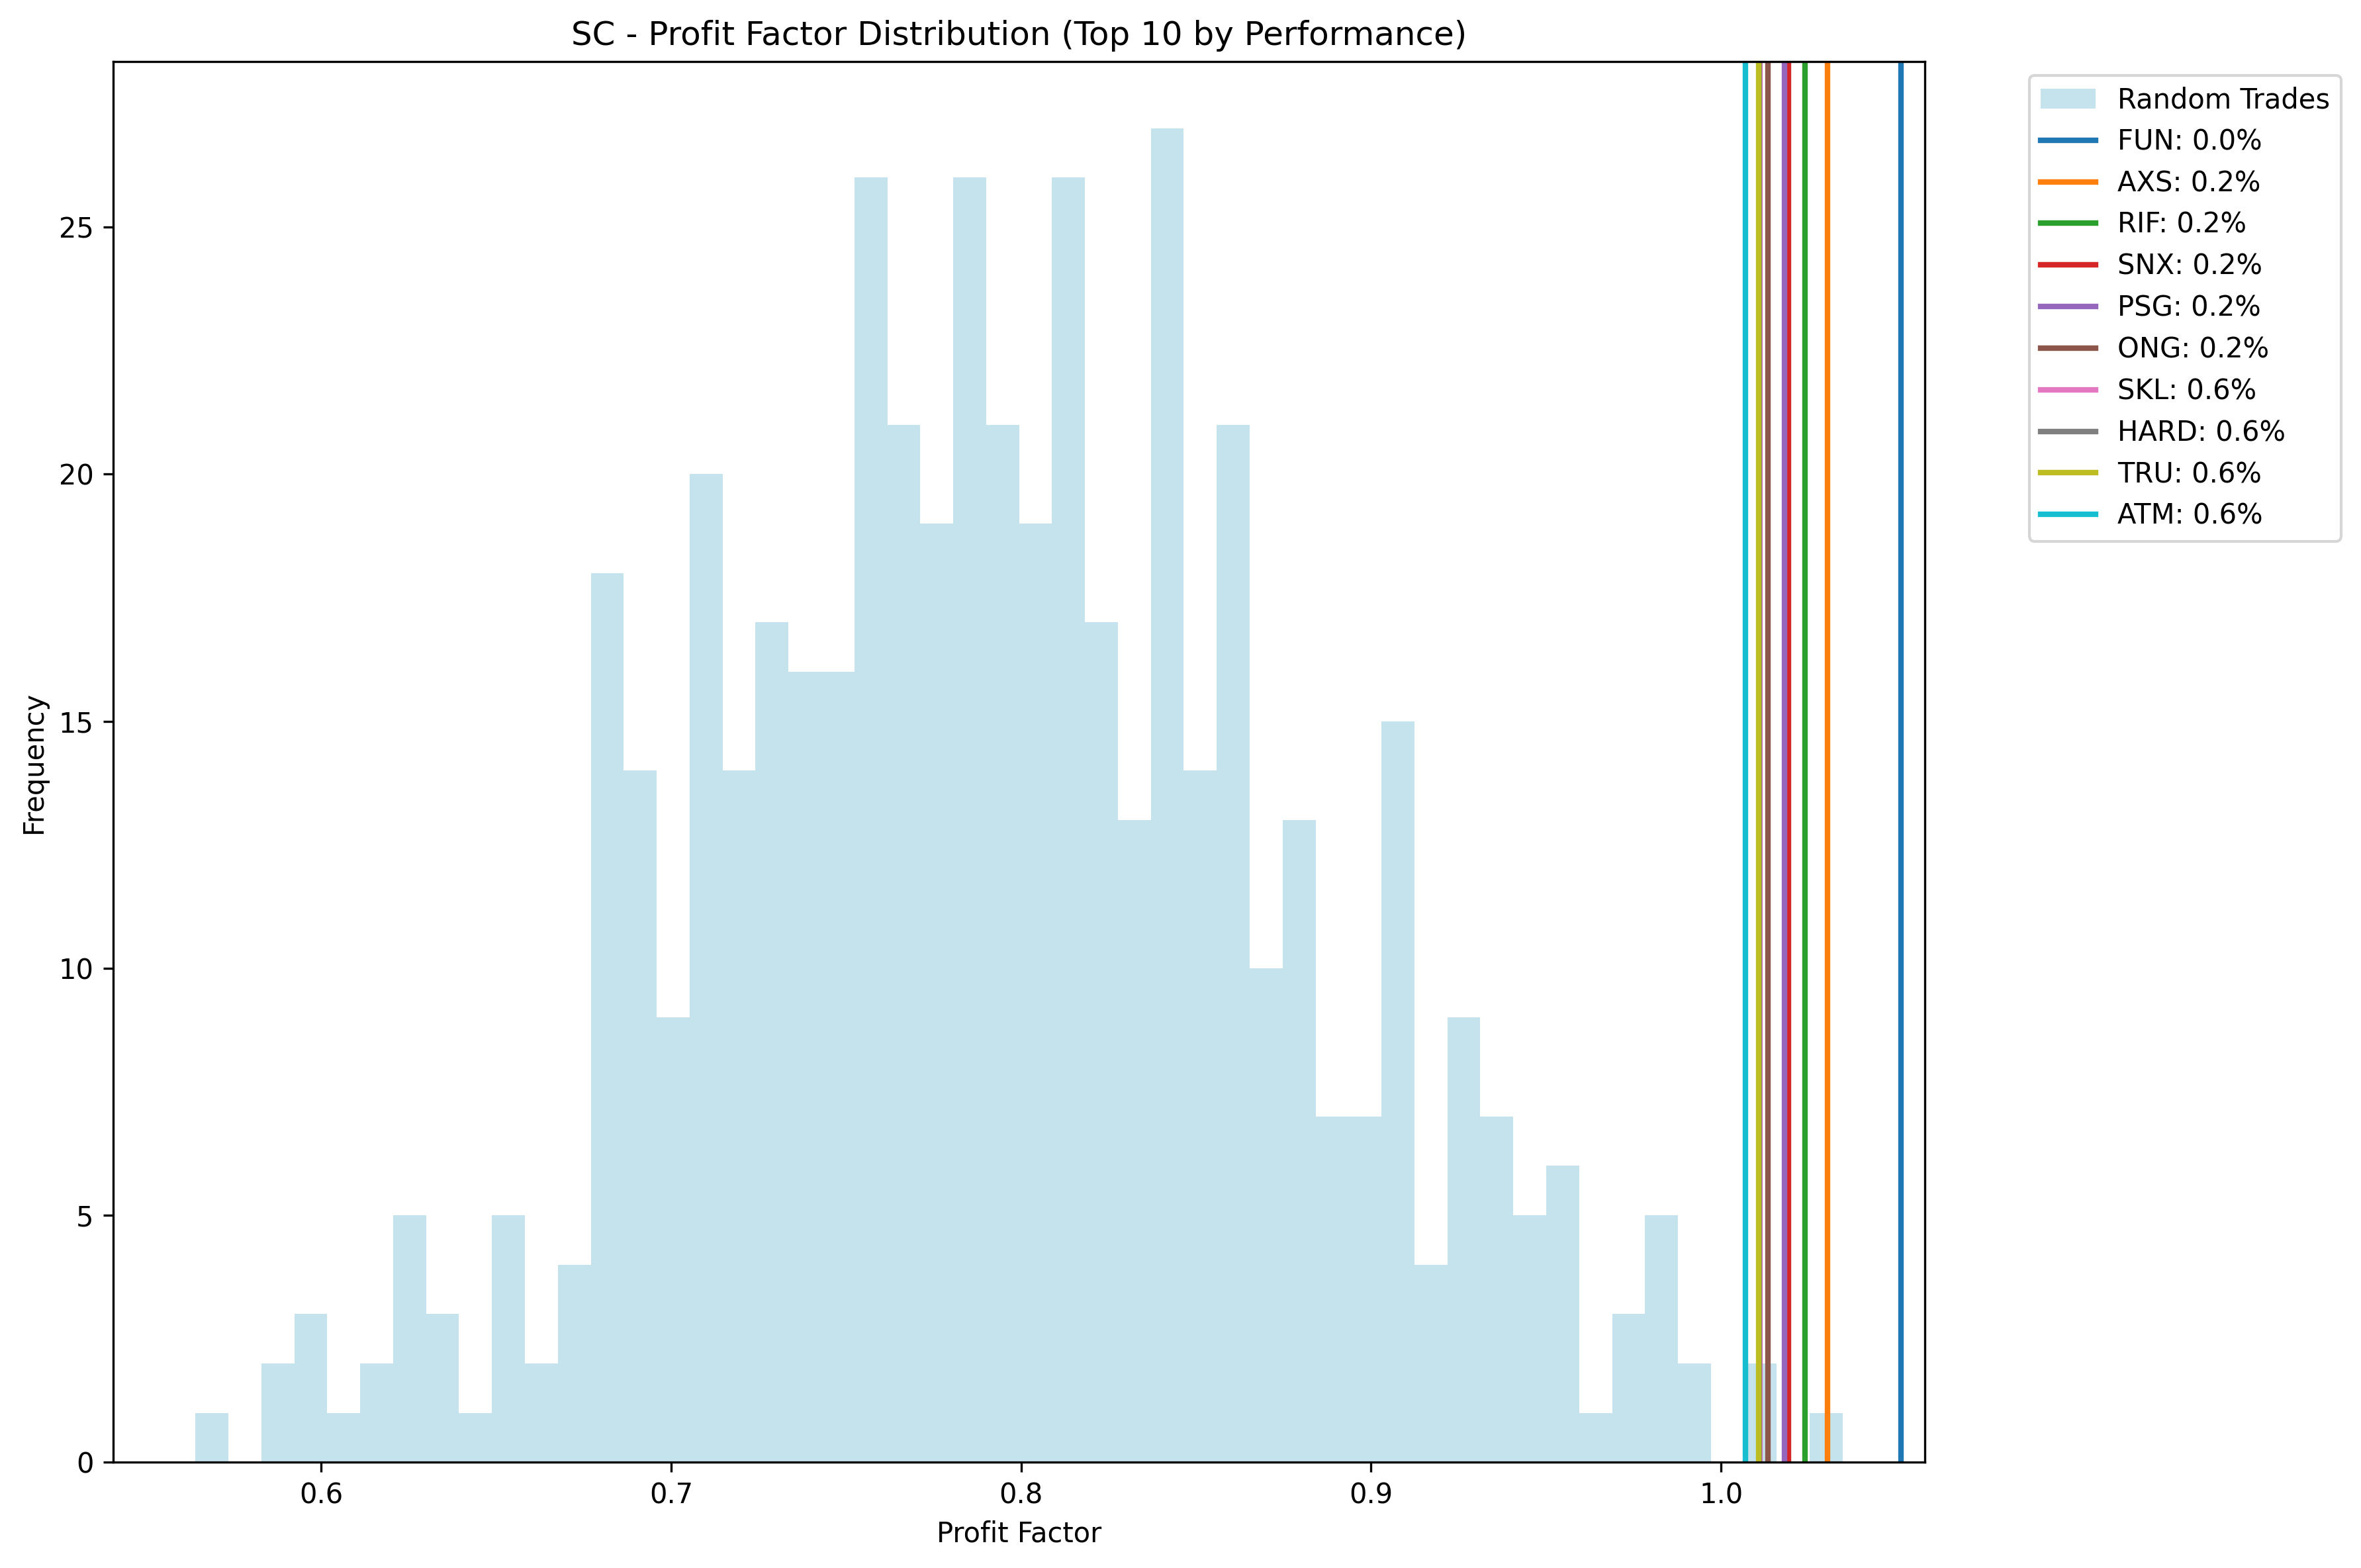 SC - Profit Factor Distribution (Top 10 by Performance)
Random Trades
FUN: 0.0%
AXS: 0.2%
RIF: 0.2%
SNX: 0.2%
PSG: 0.2%
ONG: 0.2%
SKL: 0.6%
HARD: 0.6%
TRU: 0.6%
ATM: 0.6%
Frequency
25
20
15
10
5
0
0.6
0.7
0.8
0.9
1.0
Profit Factor